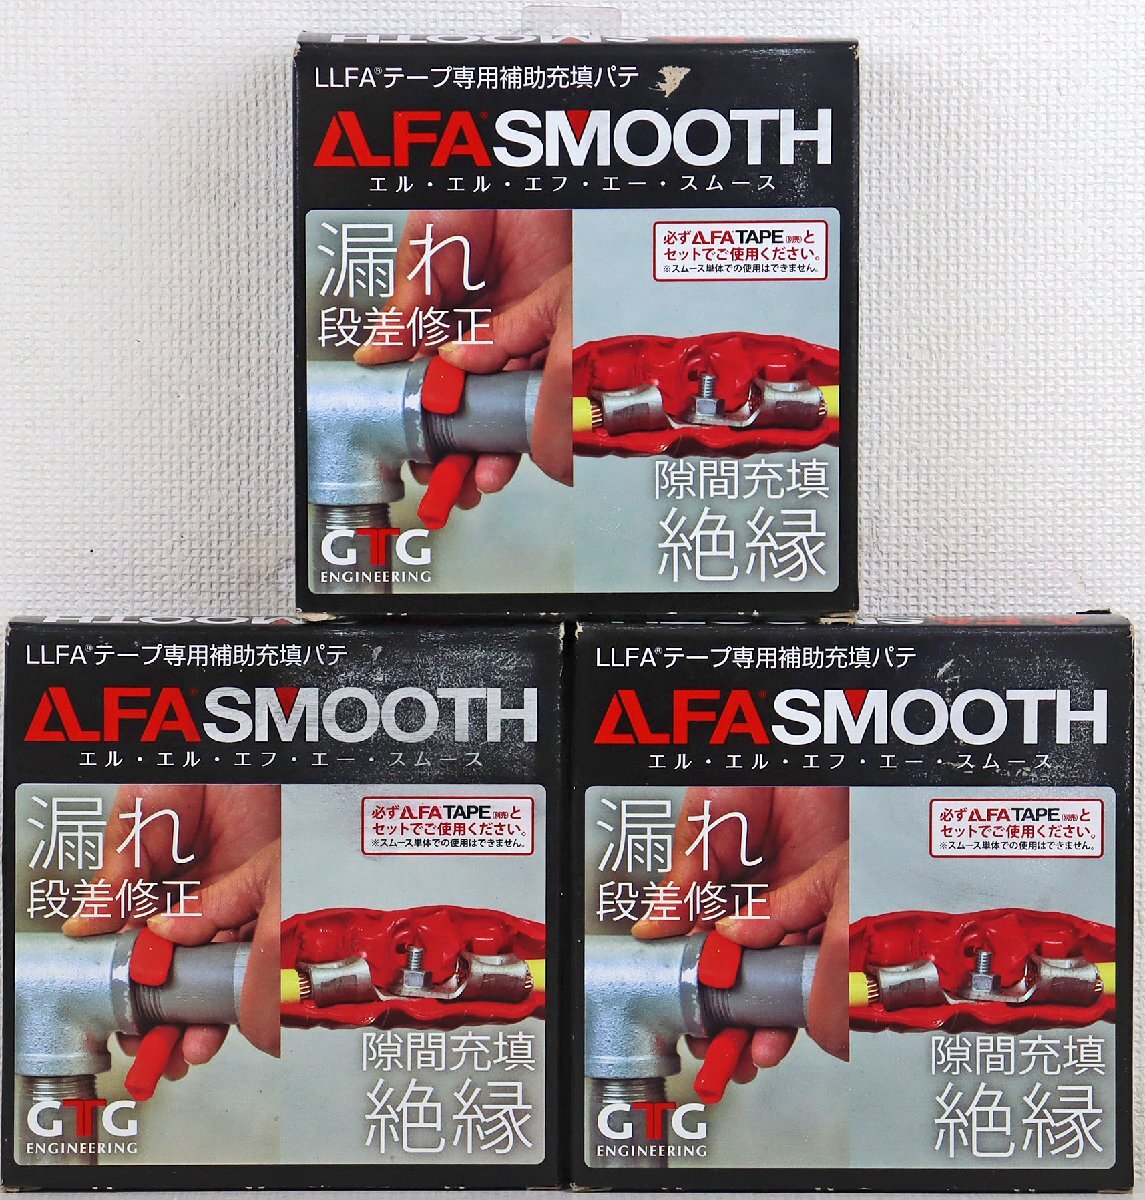 LLFA®テープ専用補助充填パテ
LLFA®SMOOTH
エル・エル・エフ・エー・スムース
漏れ
段差修正
必ずLLFA TAPE(別売)と
セットでご使用ください。
※スムース単体での使用はできません。
隙間充填
絶縁
GTG
ENGINEERING
LLFA®テープ専用補助充填パテ
LLFA®SMOOTH
エル・エル・エフ・エー・スムース
漏れ
段差修正
必ずLLFA TAPE(別売)と
セットでご使用ください。
※スムース単体での使用はできません。
隙間充填
絶縁
GTG
ENGINEERING
LLFA®テープ専用補助充填パテ
LLFA®SMOOTH
エル・エル・エフ・エー・スムース
漏れ
段差修正
必ずLLFA TAPE(別売)と
セットでご使用ください。
※スムース単体での使用はできません。
隙間充填
絶縁
GTG
ENGINEERING